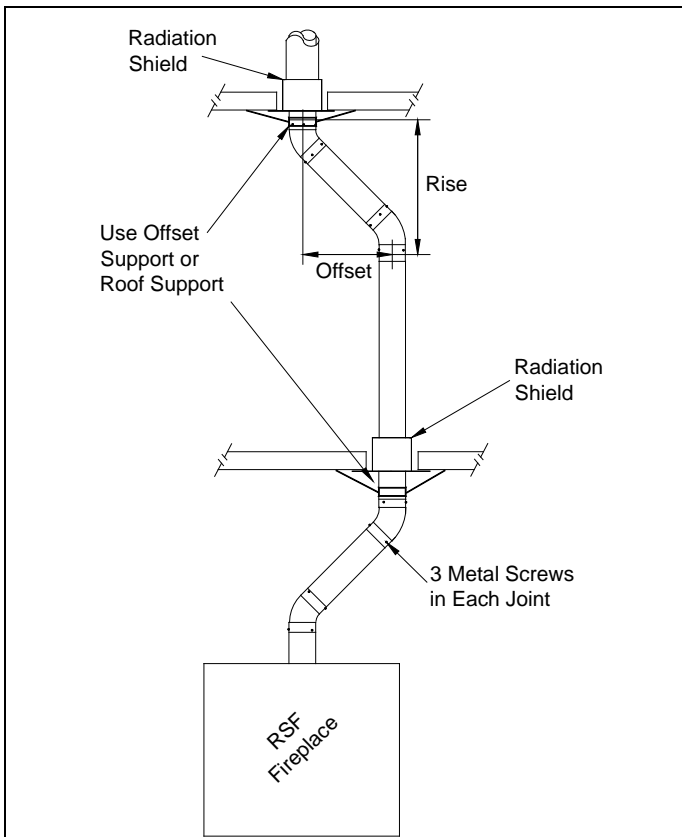 Radiation
Shield
Rise
Use Offset
Support or
Roof Support
Offset
Radiation
Shield
3 Metal Screws
in Each Joint
RSF
Fireplace